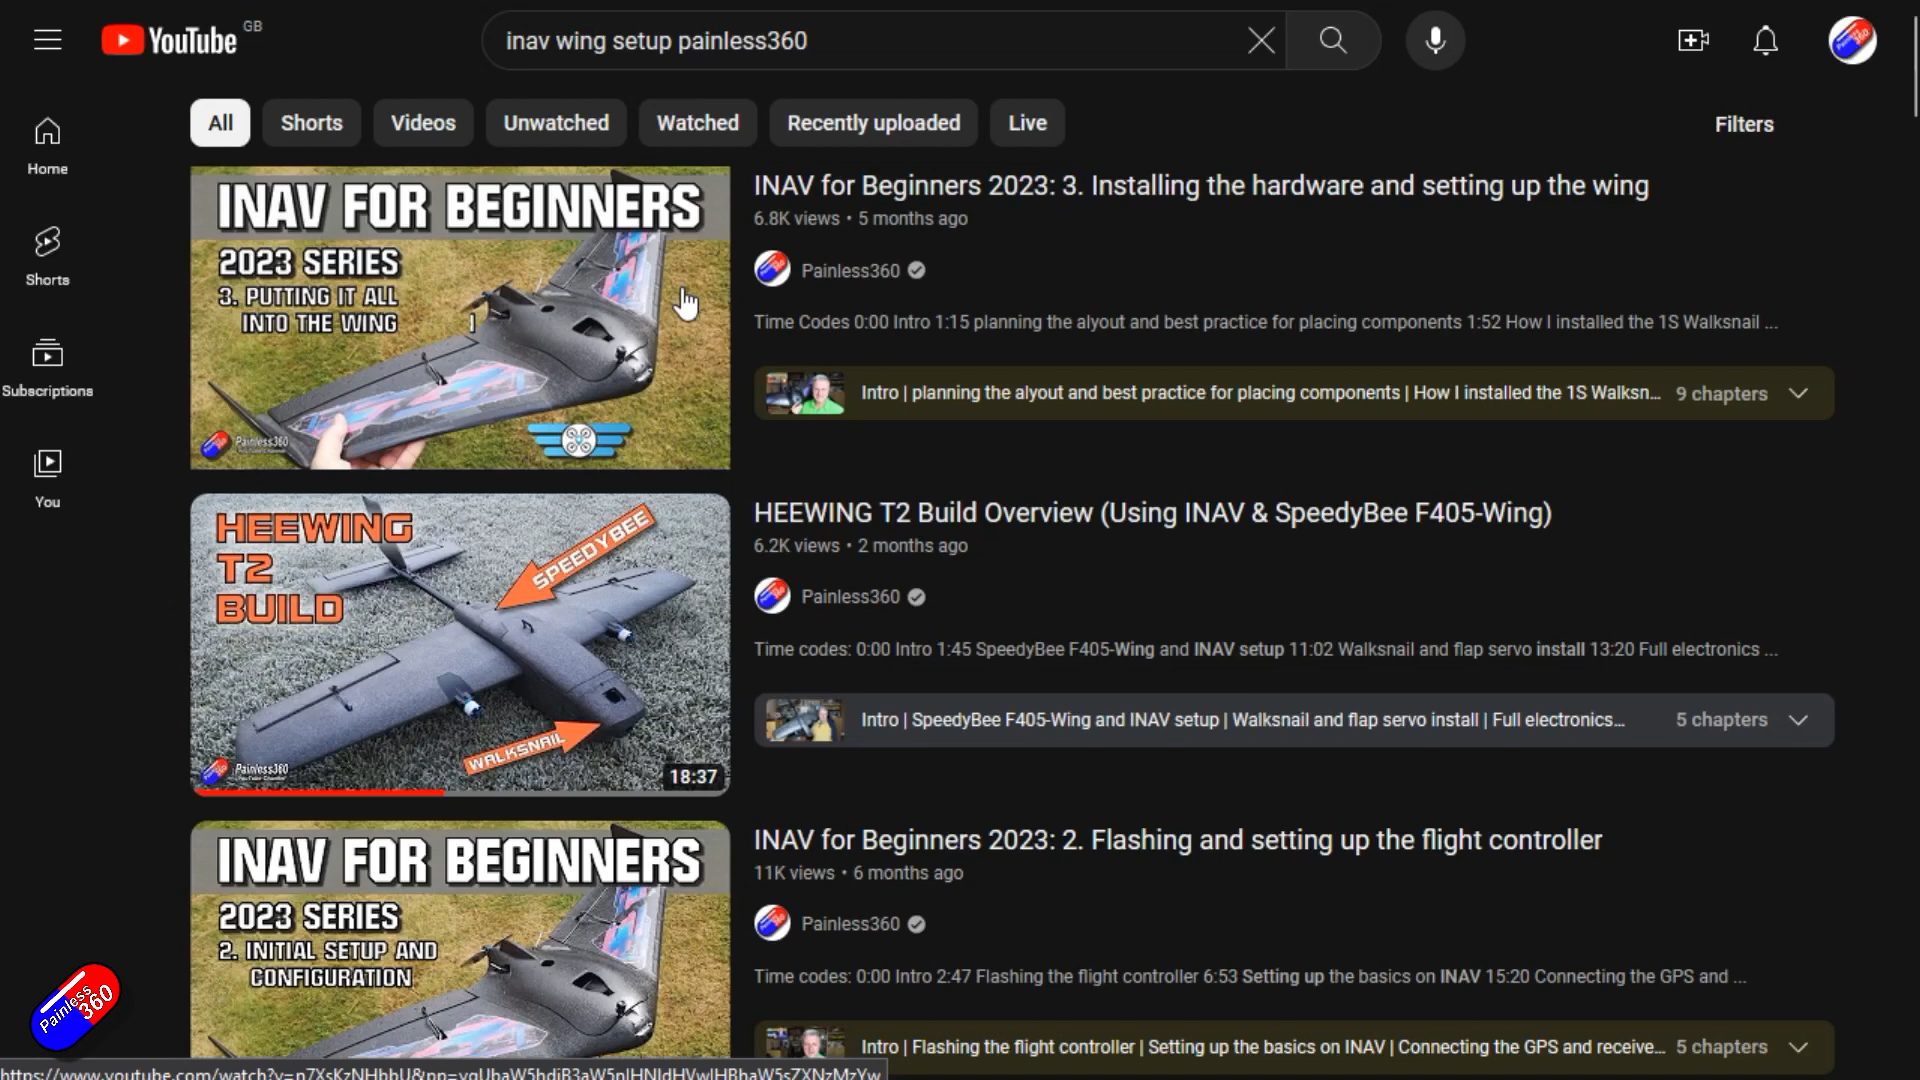 YouTube GB
inav wing setup painless360
All Shorts Videos Unwatched Watched Recently uploaded Live Filters
Home
Shorts
Subscriptions
You
INAV FOR BEGINNERS
2023 SERIES
3. PUTTING IT ALL
INTO THE WING
Painless360
INAV for Beginners 2023: 3. Installing the hardware and setting up the wing
6.8K views • 5 months ago
Painless360
Time Codes 0:00 Intro 1:15 planning the alyout and best practice for placing components 1:52 How I installed the 1S Walksnail ...
Intro | planning the alyout and best practice for placing components | How I installed the 1S Walksn... 9 chapters
HEEWING
T2
BUILD
SPEEDYBEE
WALKSNAIL
Painless360
18:37
HEEWING T2 Build Overview (Using INAV & SpeedyBee F405-Wing)
6.2K views • 2 months ago
Painless360
Time codes: 0:00 Intro 1:45 SpeedyBee F405-Wing and INAV setup 11:02 Walksnail and flap servo install 13:20 Full electronics ...
Intro | SpeedyBee F405-Wing and INAV setup | Walksnail and flap servo install | Full electronics... 5 chapters
INAV FOR BEGINNERS
2023 SERIES
2. INITIAL SETUP AND
CONFIGURATION
INAV for Beginners 2023: 2. Flashing and setting up the flight controller
11K views • 6 months ago
Painless360
Time codes: 0:00 Intro 2:47 Flashing the flight controller 6:53 Setting up the basics on INAV 15:20 Connecting the GPS and ...
Intro | Flashing the flight controller | Setting up the basics on INAV | Connecting the GPS and receive... 5 chapters
Painless
360